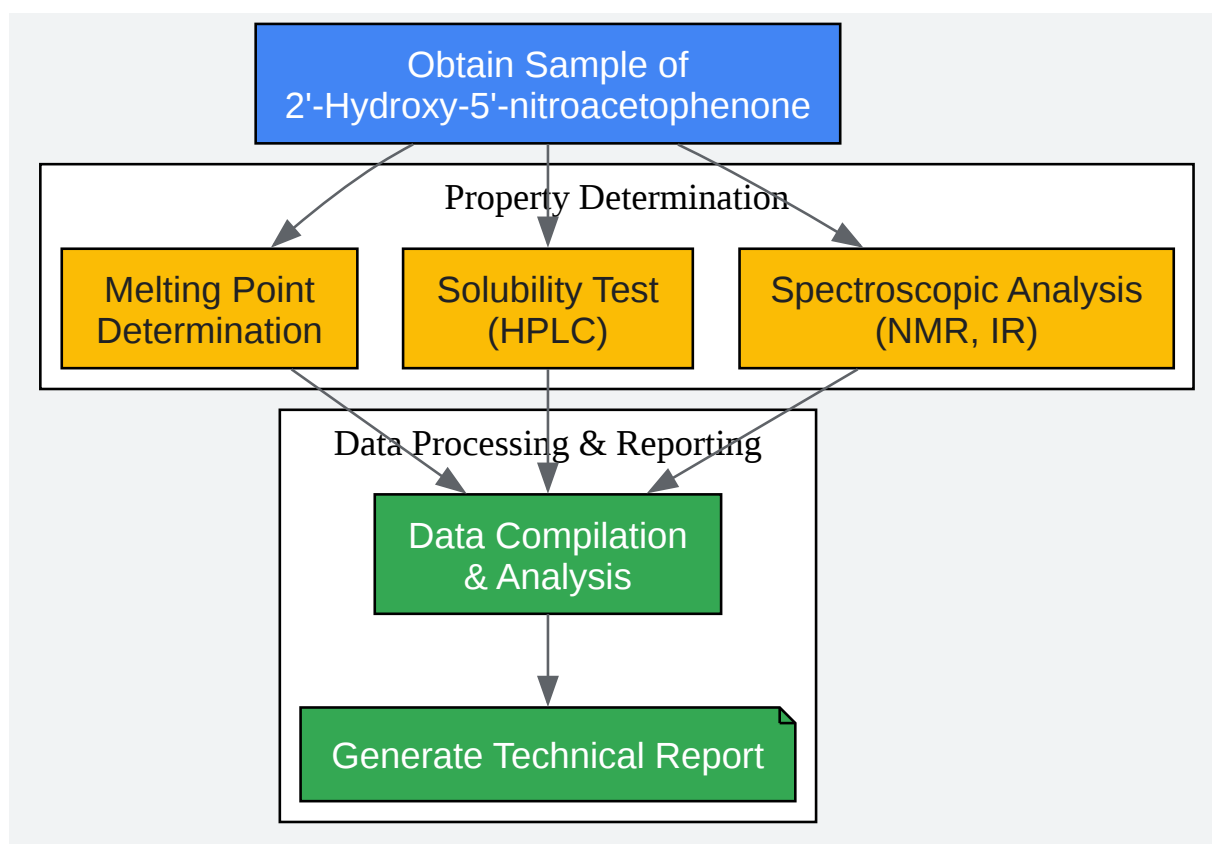 Obtain Sample of
2'-Hydroxy-5'-nitroacetophenone
Property Determination
Melting Point
Determination
Solubility Test
(HPLC)
Spectroscopic Analysis
(NMR, IR)
Data Processing & Reporting
Data Compilation
& Analysis
Generate Technical Report